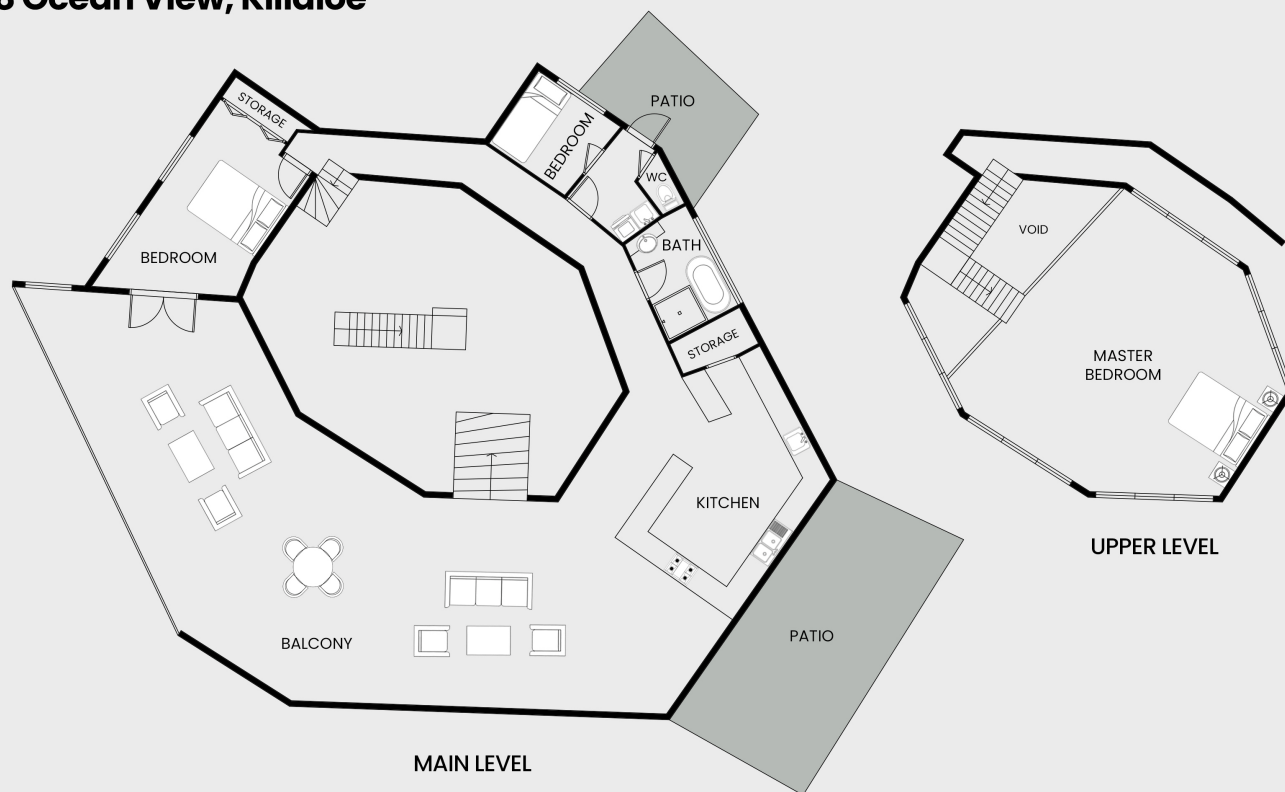 Ocean View, Killaloe
STORAGE
BEDROOM
BEDROOM
PATIO
WC
BATH
STORAGE
KITCHEN
BALCONY
PATIO
MAIN LEVEL
VOID
MASTER
BEDROOM
UPPER LEVEL